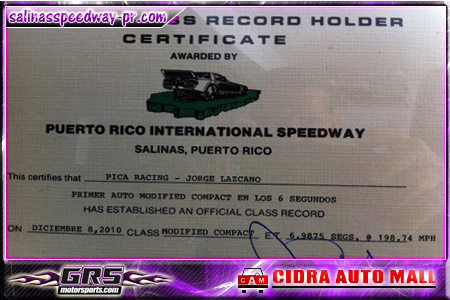 salinasspeedway-pr.com
SS RECORD HOLDER
CERTIFICATE
AWARDED BY
PUERTO RICO INTERNATIONAL SPEEDWAY
SALINAS, PUERTO RICO
This certifies that PICA RACING - JORGE LAZCANO
PRIMER AUTO MODIFIED COMPACT EN LOS 6 SEGUNDOS
HAS ESTABLISHED AN OFFICIAL CLASS RECORD
ON DICIEMBRE 8,2010 CLASS MODIFIED COMPACT E.T. 6.9875 SEGS. @ 198.74 MPH
GRS
motorsports.com
CAM
CIDRA AUTO MALL